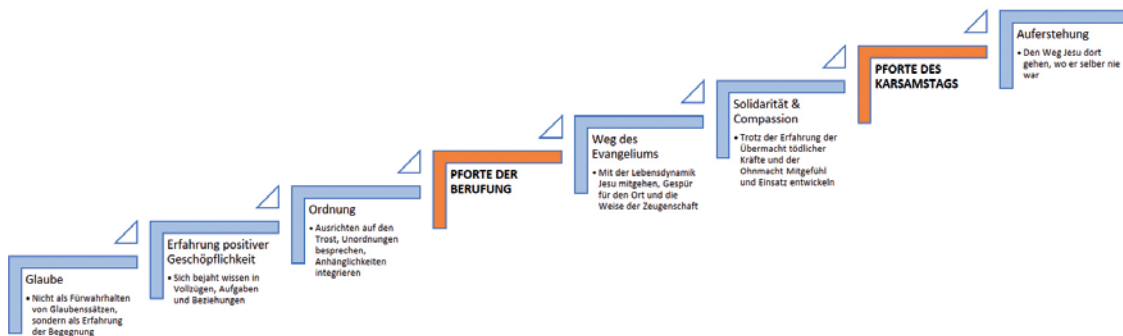 Glaube
• Nicht als Fürwahrhalten
von Glaubenssätzen,
sondern als Erfahrung
der Begegnung
Erfahrung positiver
Geschöpflichkeit
• Sich bejaht wissen in
Vollzügen, Aufgaben
und Beziehungen
Ordnung
• Ausrichten auf den
Trost, Unordnungen
besprechen,
Anhänglichkeiten
integrieren
PFORTE DER
BERUFUNG
Weg des
Evangeliums
• Mit der Lebensdynamik
Jesu mitgehen, Gespür
für den Ort und die
Weise der Zeugenschaft
Solidarität &
Compassion
• Trotz der Erfahrung der
Übermacht tödlicher
Kräfte und der
Ohnmacht Mitgefühl
und Einsatz entwickeln
PFORTE DES
KARSAMSTAGS
Auferstehung
• Den Weg Jesu dort
gehen, wo er selber nie
war